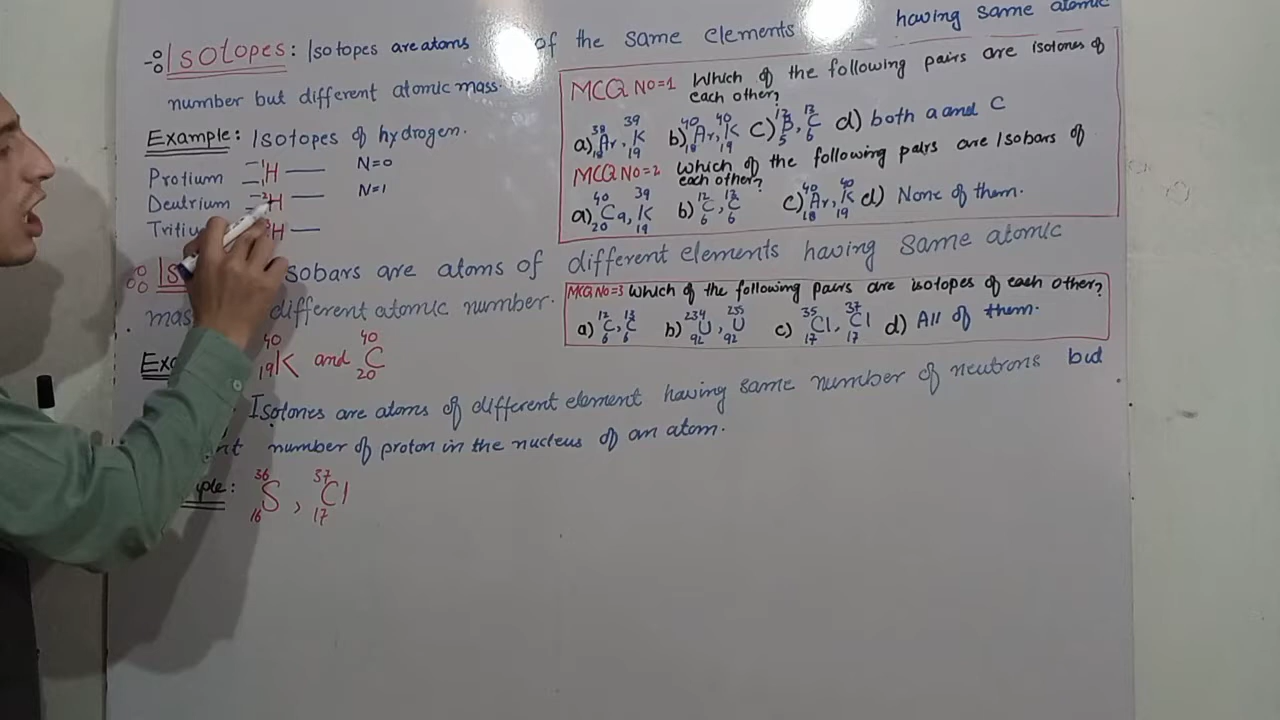 Isotopes: Isotopes are atoms of the same elements having same atomic
number but different atomic mass.
Example: Isotopes of hydrogen.
Protium ¹₁H N=0
Deutrium ²H N=1
H
MCQ No=1 Which of the following pairs are isotones of
each other?
a) ³⁸₁₈Ar, ³⁹₁₉K b) ⁴⁰₁₈Ar, ⁴⁰₁₉K c) ₅B, ¹³₆C d) both a and C
MCQ No=2 which of the following pairs are Isobars of
each other?
a) ⁴⁰₂₀Ca, ³⁹₁₉K b) ¹²₆C, ¹³₆C c) ⁴⁰₁₈Ar, ⁴⁰₁₉K d) None of them.
Isobars are atoms of different elements having same atomic
different atomic number.
⁴⁰₁₉K and ⁴⁰₂₀C
MCQ No=3 Which of the following pairs are isotopes of each other?
a) ¹²₆C, ¹³₆C b) ²³⁴₉₂U, ²³⁵₉₂U c) ³⁵₁₇Cl, ³⁷₁₇Cl d) All of them.
Isotones are atoms of different element having same number of neutrons but
number of proton in the nucleus of an atom.
³⁶₁₆S, ³⁷₁₇Cl